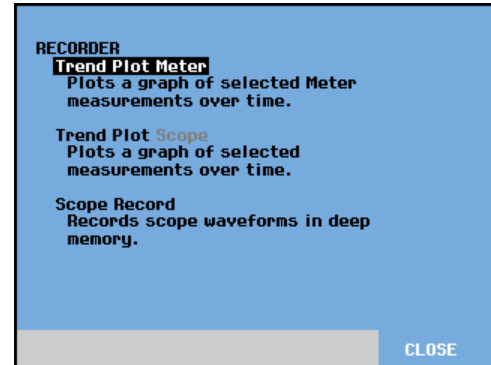 RECORDER
Trend Plot Meter
Plots a graph of selected Meter
measurements over time.
Trend Plot Scope
Plots a graph of selected
measurements over time.
Scope Record
Records scope waveforms in deep
memory.
CLOSE